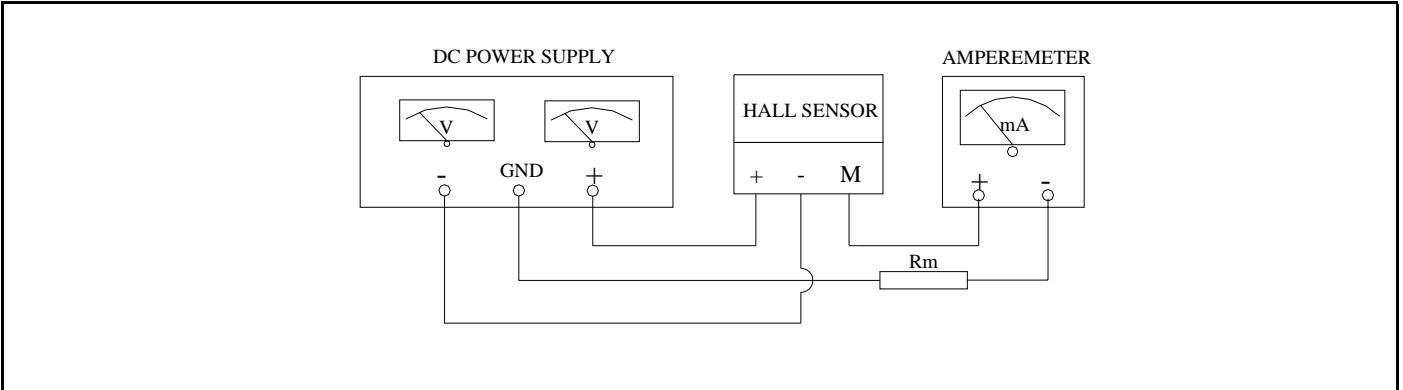 DC POWER SUPPLY
AMPEREMETER
HALL SENSOR
V
V
mA
- GND +
+ - M
+ -
Rm